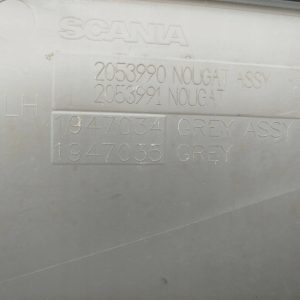 SCANIA
2053990 NOUGAT ASSY
2053991 NOUGAT
LH
1947034 GREY ASSY
1947035 GREY